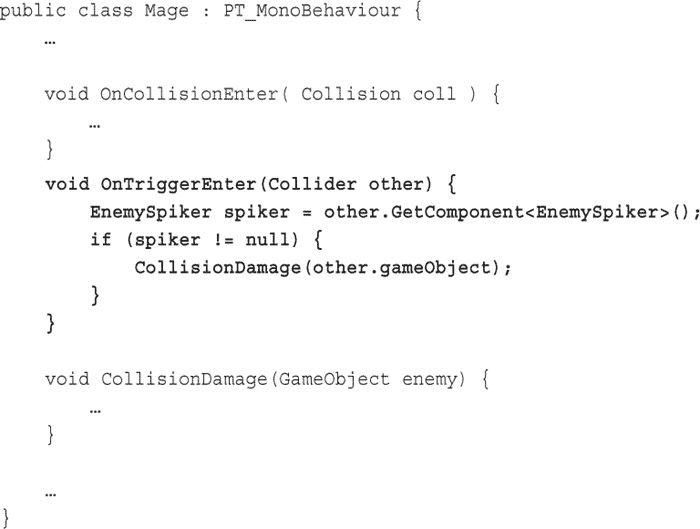 public class Mage : PT_MonoBehaviour {
…
void OnCollisionEnter( Collision coll ) {
…
}
void OnTriggerEnter(Collider other) {
EnemySpiker spiker = other.GetComponent<EnemySpiker>();
if (spiker != null) {
CollisionDamage(other.gameObject);
}
}
void CollisionDamage(GameObject enemy) {
…
}
…
}